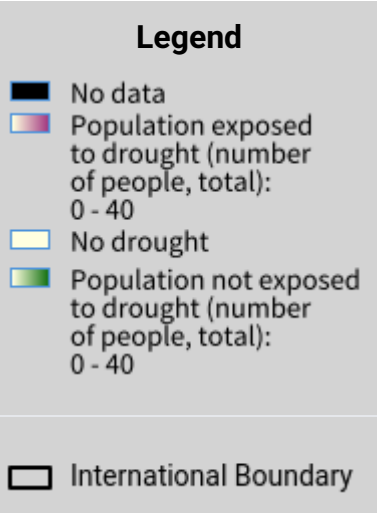 Legend
No data
Population exposed
to drought (number
of people, total):
0 - 40
No drought
Population not exposed
to drought (number
of people, total):
0 - 40
International Boundary